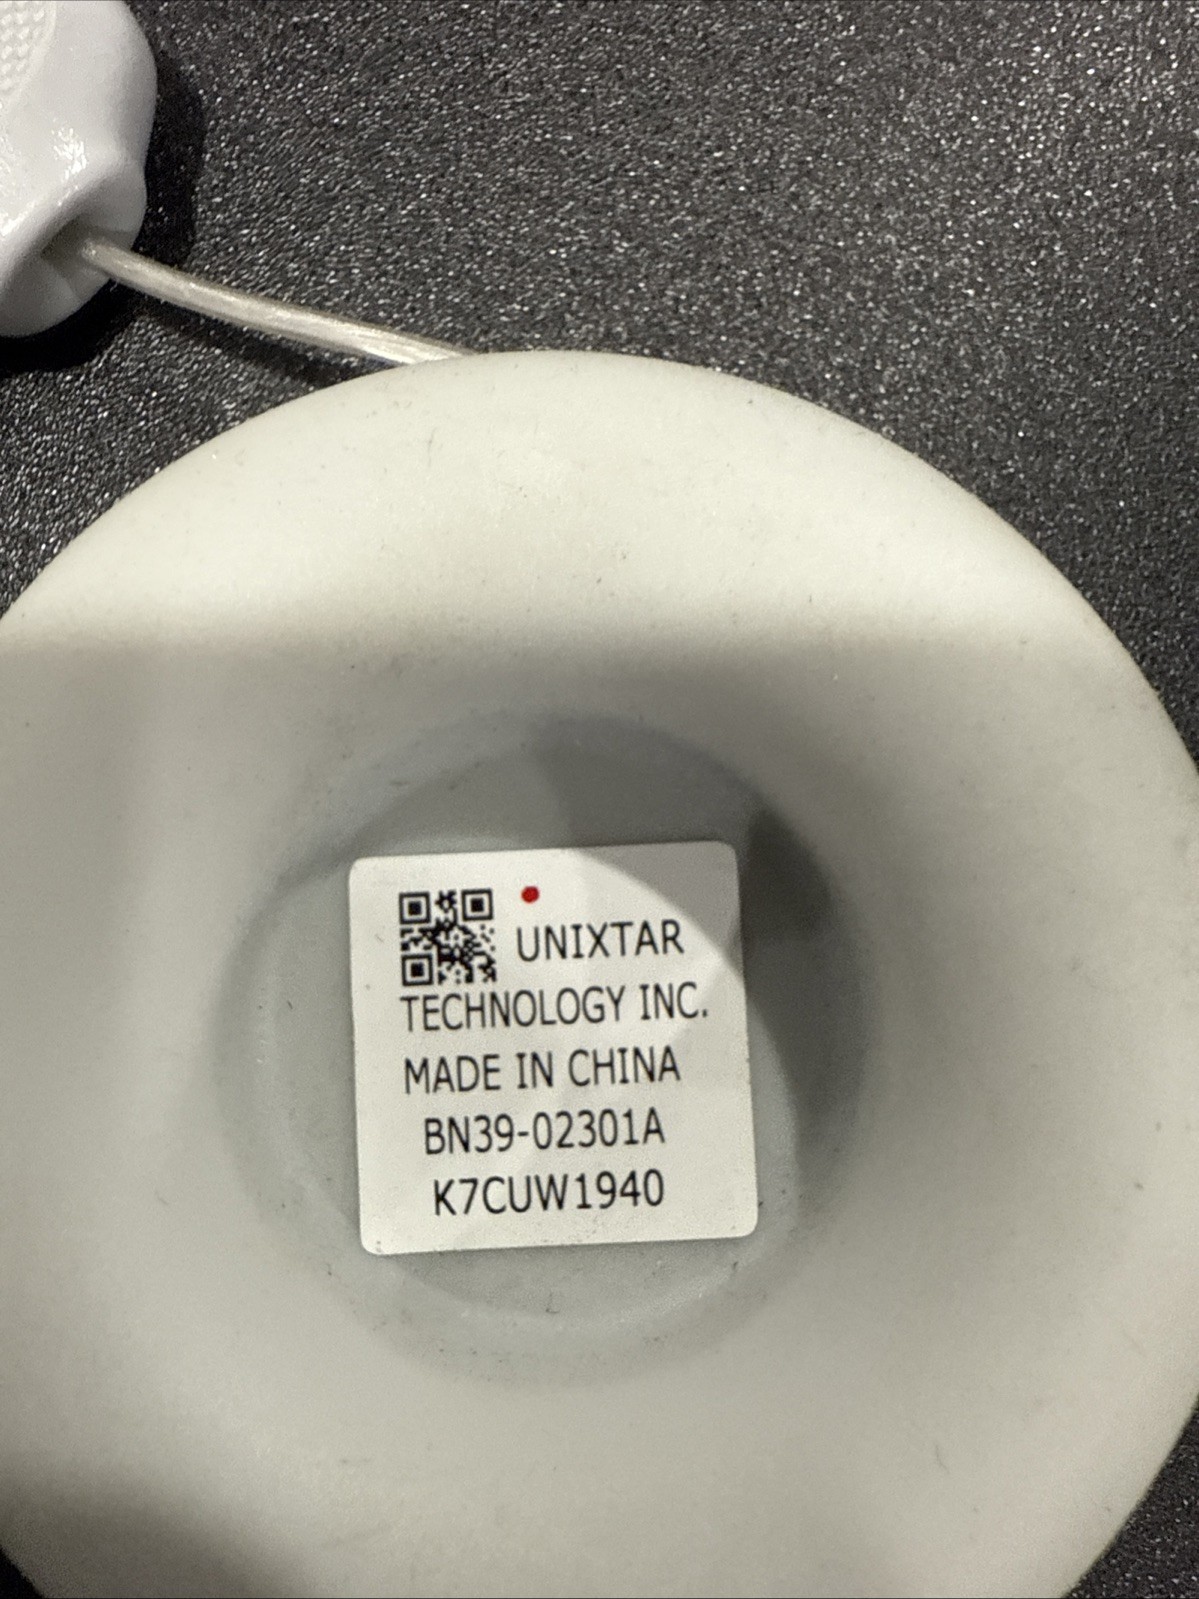 UNIXTAR
TECHNOLOGY INC.
MADE IN CHINA
BN39-02301A
K7CUW1940